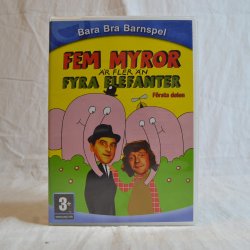 Bara Bra Barnspel
FEM MYROR
ÄR FLER ÄN
FYRA ELEFANTER
Första delen
3+